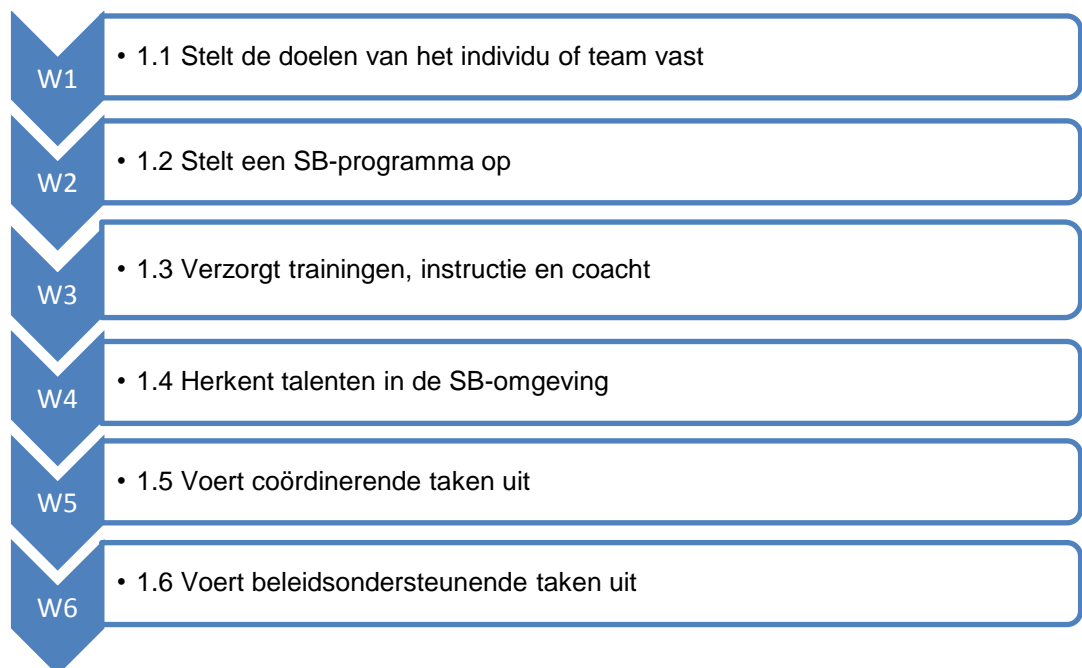 W1
• 1.1 Stelt de doelen van het individu of team vast
W2
• 1.2 Stelt een SB-programma op
W3
• 1.3 Verzorgt trainingen, instructie en coacht
W4
• 1.4 Herkent talenten in de SB-omgeving
W5
• 1.5 Voert coördinerende taken uit
W6
• 1.6 Voert beleidsondersteunende taken uit